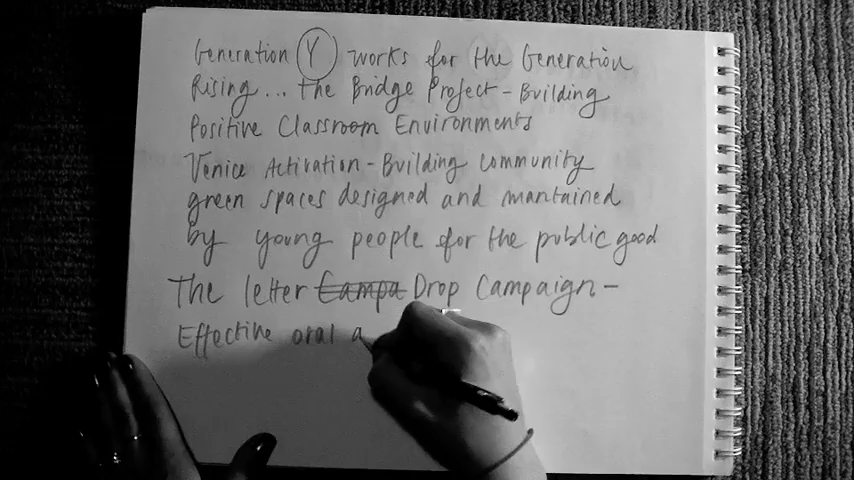 Generation Y works for the Generation
Rising... the Bridge Project - Building
Positive Classroom Environments
Venice Activation - Building community
green spaces designed and mantained
by young people for the public good
The letter Campa Drop Campaign -
Effective oral a